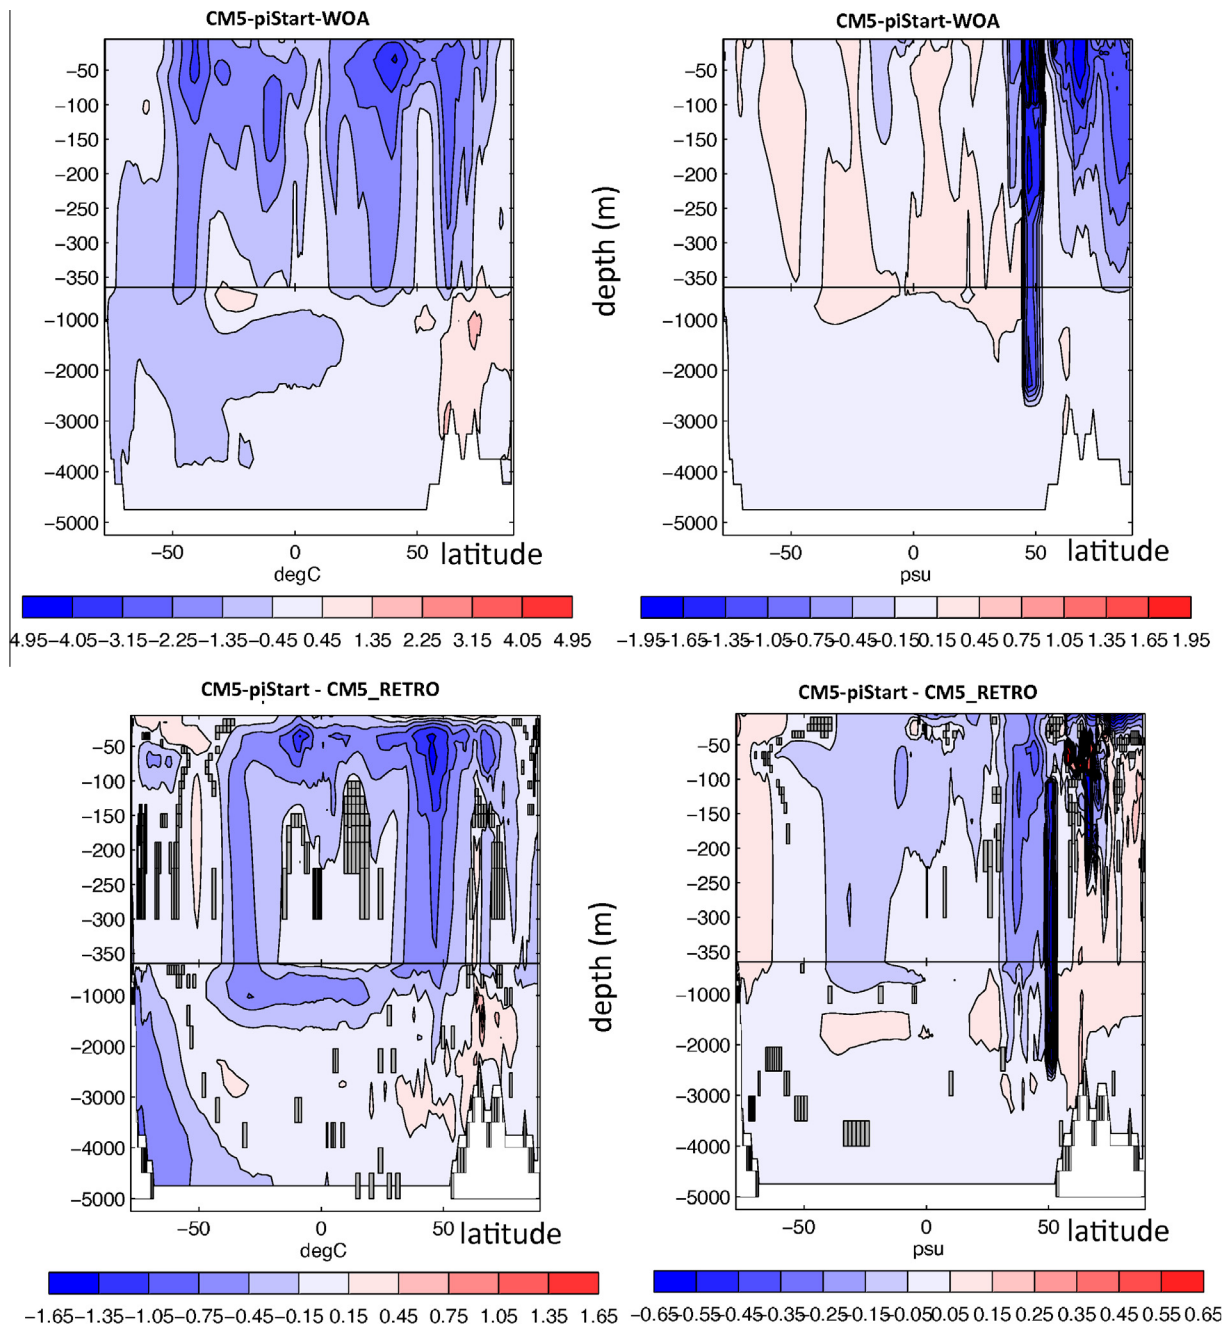 CM5-piStart-WOA
CM5-piStart-WOA
−50
−100
−150
−200
−250
−300
−350
−1000
−2000
−3000
−4000
−5000
−50 0 50 latitude
degC
4.95−4.05−3.15−2.25−1.35−0.45 0.45 1.35 2.25 3.15 4.05 4.95
depth (m)
−50
−100
−150
−200
−250
−300
−350
−1000
−2000
−3000
−4000
−5000
−50 0 50 latitude
psu
−1.95−1.65−1.35−1.05−0.75−0.45−0.15 0.15 0.45 0.75 1.05 1.35 1.65 1.95
CM5-piStart - CM5_RETRO
CM5-piStart - CM5_RETRO
−50
−100
−150
−200
−250
−300
−350
−1000
−2000
−3000
−4000
−5000
−50 0 50 latitude
degC
−1.65−1.35−1.05−0.75−0.45−0.15 0.15 0.45 0.75 1.05 1.35 1.65
depth (m)
−50
−100
−150
−200
−250
−300
−350
−1000
−2000
−3000
−4000
−5000
−50 0 50 latitude
psu
−0.65−0.55−0.45−0.35−0.25−0.15−0.05 0.05 0.15 0.25 0.35 0.45 0.55 0.65